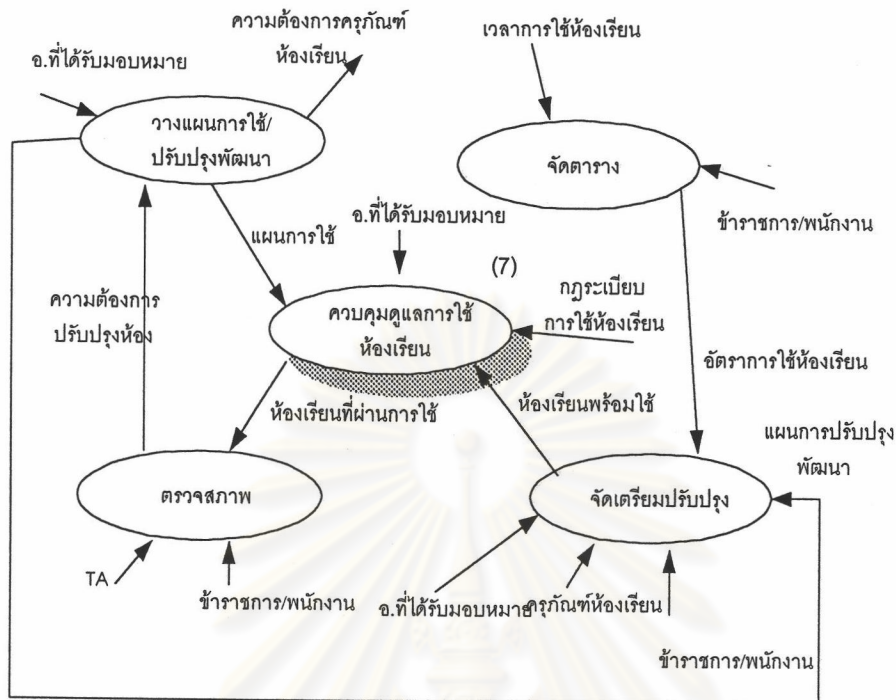 ความต้องการครุภัณฑ์
ห้องเรียน
เวลาการใช้ห้องเรียน
อ.ที่ได้รับมอบหมาย
วางแผนการใช้/
ปรับปรุงพัฒนา
จัดตาราง
ข้าราชการ/พนักงาน
อ.ที่ได้รับมอบหมาย
แผนการใช้
(7)
ความต้องการ
ปรับปรุงห้อง
ควบคุมดูแลการใช้
ห้องเรียน
กฎระเบียบ
การใช้ห้องเรียน
อัตราการใช้ห้องเรียน
ห้องเรียนที่ผ่านการใช้
ห้องเรียนพร้อมใช้
แผนการปรับปรุง
พัฒนา
ตรวจสภาพ
จัดเตรียมปรับปรุง
TA
ข้าราชการ/พนักงาน
อ.ที่ได้รับมอบหมาย
ครุภัณฑ์ห้องเรียน
ข้าราชการ/พนักงาน